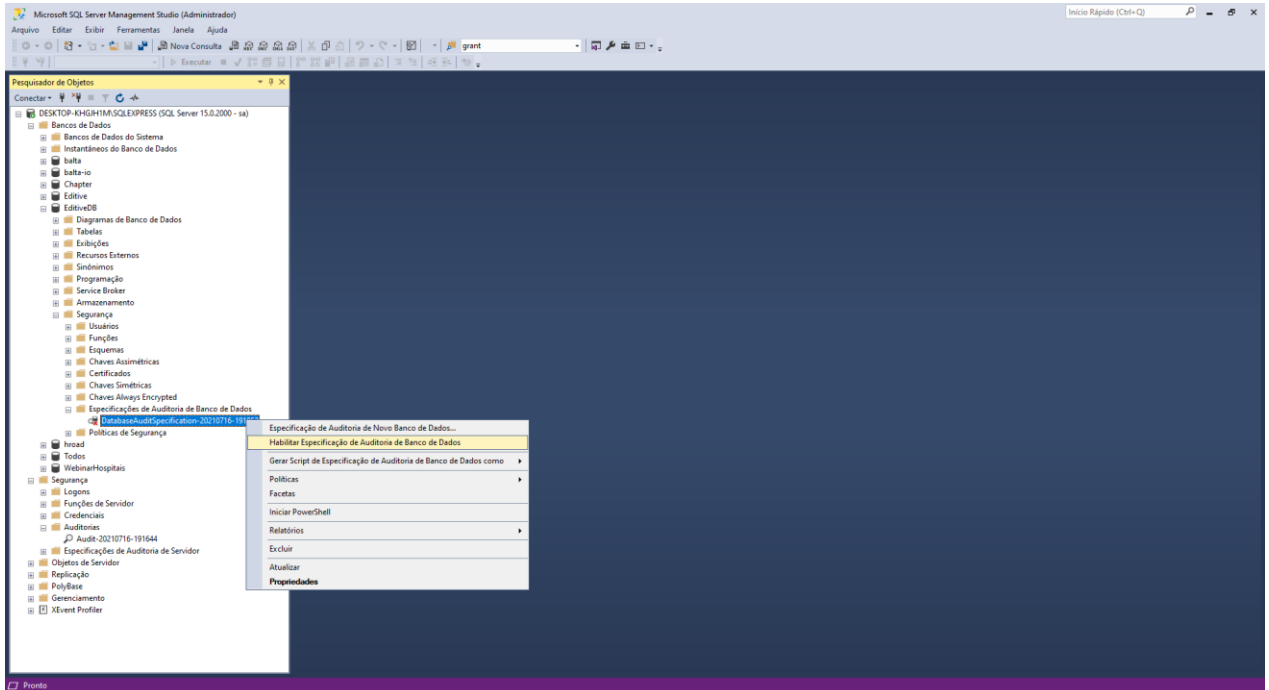 Microsoft SQL Server Management Studio (Administrador)
Início Rápido (Ctrl+Q)
Arquivo Editar Exibir Ferramentas Janela Ajuda
Nova Consulta
grant
Executar
Pesquisador de Objetos
Conectar
DESKTOP-KHGJH1M\SQLEXPRESS (SQL Server 15.0.2000 - sa)
Bancos de Dados
Bancos de Dados do Sistema
Instantâneos do Banco de Dados
balta
balta-io
Chapter
Editive
EditiveDB
Diagramas de Banco de Dados
Tabelas
Exibições
Recursos Externos
Sinônimos
Programação
Service Broker
Armazenamento
Segurança
Usuários
Funções
Esquemas
Chaves Assimétricas
Certificados
Chaves Simétricas
Chaves Always Encrypted
Especificações de Auditoria de Banco de Dados
DatabaseAuditSpecification-20210716-191
Políticas de Segurança
hroad
Todos
WebinarHospitais
Segurança
Logons
Funções de Servidor
Credenciais
Auditorias
Audit-20210716-191644
Especificações de Auditoria de Servidor
Objetos de Servidor
Replicação
PolyBase
Gerenciamento
XEvent Profiler
Especificação de Auditoria de Novo Banco de Dados...
Habilitar Especificação de Auditoria de Banco de Dados
Gerar Script de Especificação de Auditoria de Banco de Dados como
Políticas
Facetas
Iniciar PowerShell
Relatórios
Excluir
Atualizar
Propriedades
Pronto